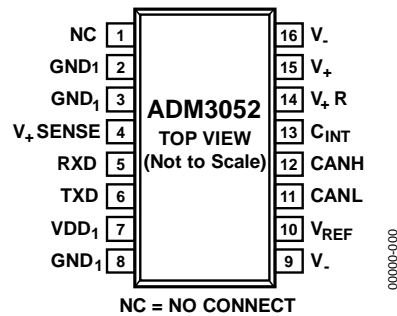 NC 1
GND1 2
GND1 3
V+SENSE 4
RXD 5
TXD 6
VDD1 7
GND1 8
ADM3052
TOP VIEW
(Not to Scale)
16 V-
15 V+
14 V+ R
13 CINT
12 CANH
11 CANL
10 VREF
9 V-
NC = NO CONNECT
00000-000